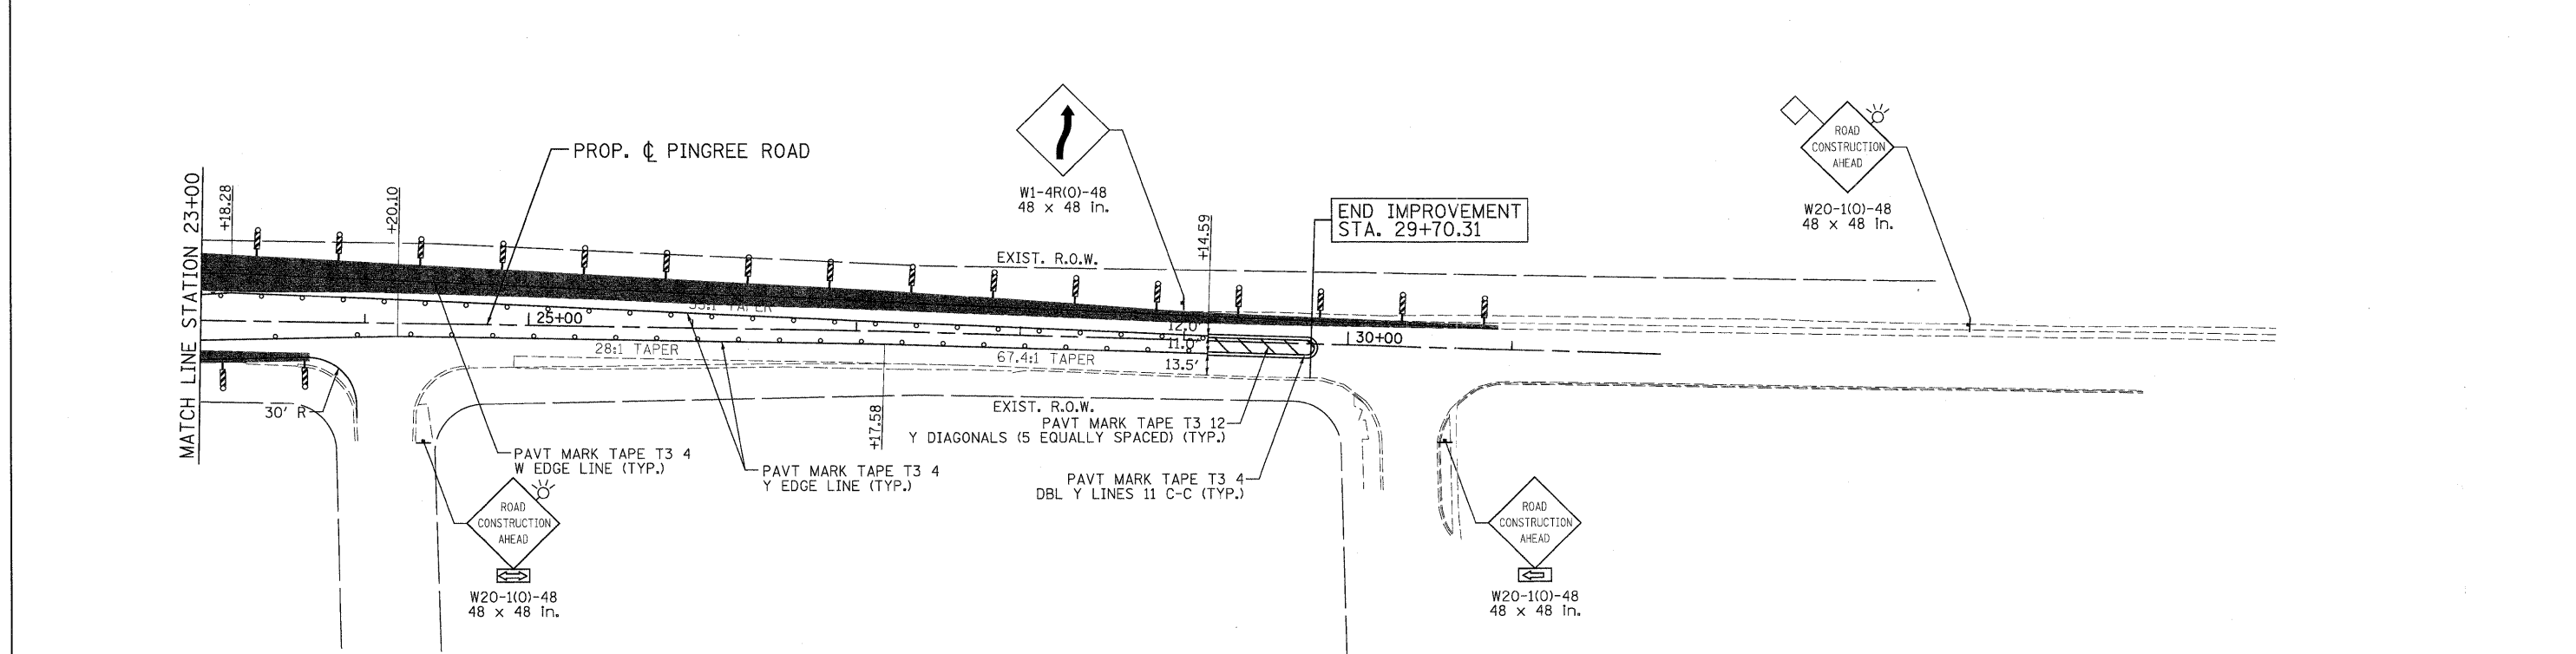 MATCH LINE STATION 23+00
+18.28
+20.10
PROP. ℄ PINGREE ROAD
W1-4R(O)-48
48 x 48 in.
+14.59
END IMPROVEMENT
STA. 29+70.31
ROAD
CONSTRUCTION
AHEAD
W20-1(O)-48
48 x 48 in.
EXIST. R.O.W.
TAPER
25+00
12.0'
11.0'
13.5'
30+00
28:1 TAPER
67.4:1 TAPER
30' R
+17.58
EXIST. R.O.W.
PAVT MARK TAPE T3 12
Y DIAGONALS (5 EQUALLY SPACED) (TYP.)
PAVT MARK TAPE T3 4
W EDGE LINE (TYP.)
PAVT MARK TAPE T3 4
Y EDGE LINE (TYP.)
PAVT MARK TAPE T3 4
DBL Y LINES 11 C-C (TYP.)
ROAD
CONSTRUCTION
AHEAD
W20-1(O)-48
48 x 48 in.
ROAD
CONSTRUCTION
AHEAD
W20-1(O)-48
48 x 48 in.